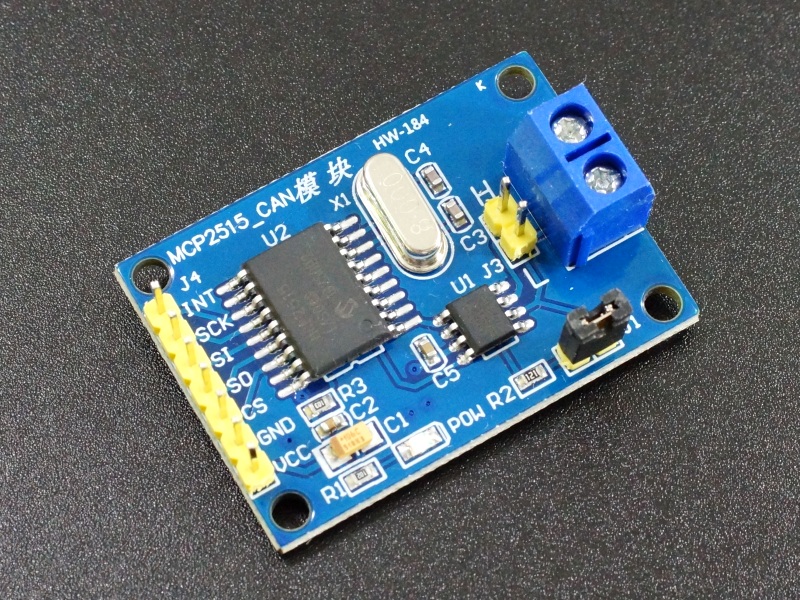 K
HW-184
MCP2515_CAN模块
X1
C4
H
C3
L
U2
J4
INT
SCK
SI
SO
CS
GND
VCC
U1
J3
C5
R3
C2
C1
R1
POW
R2
121